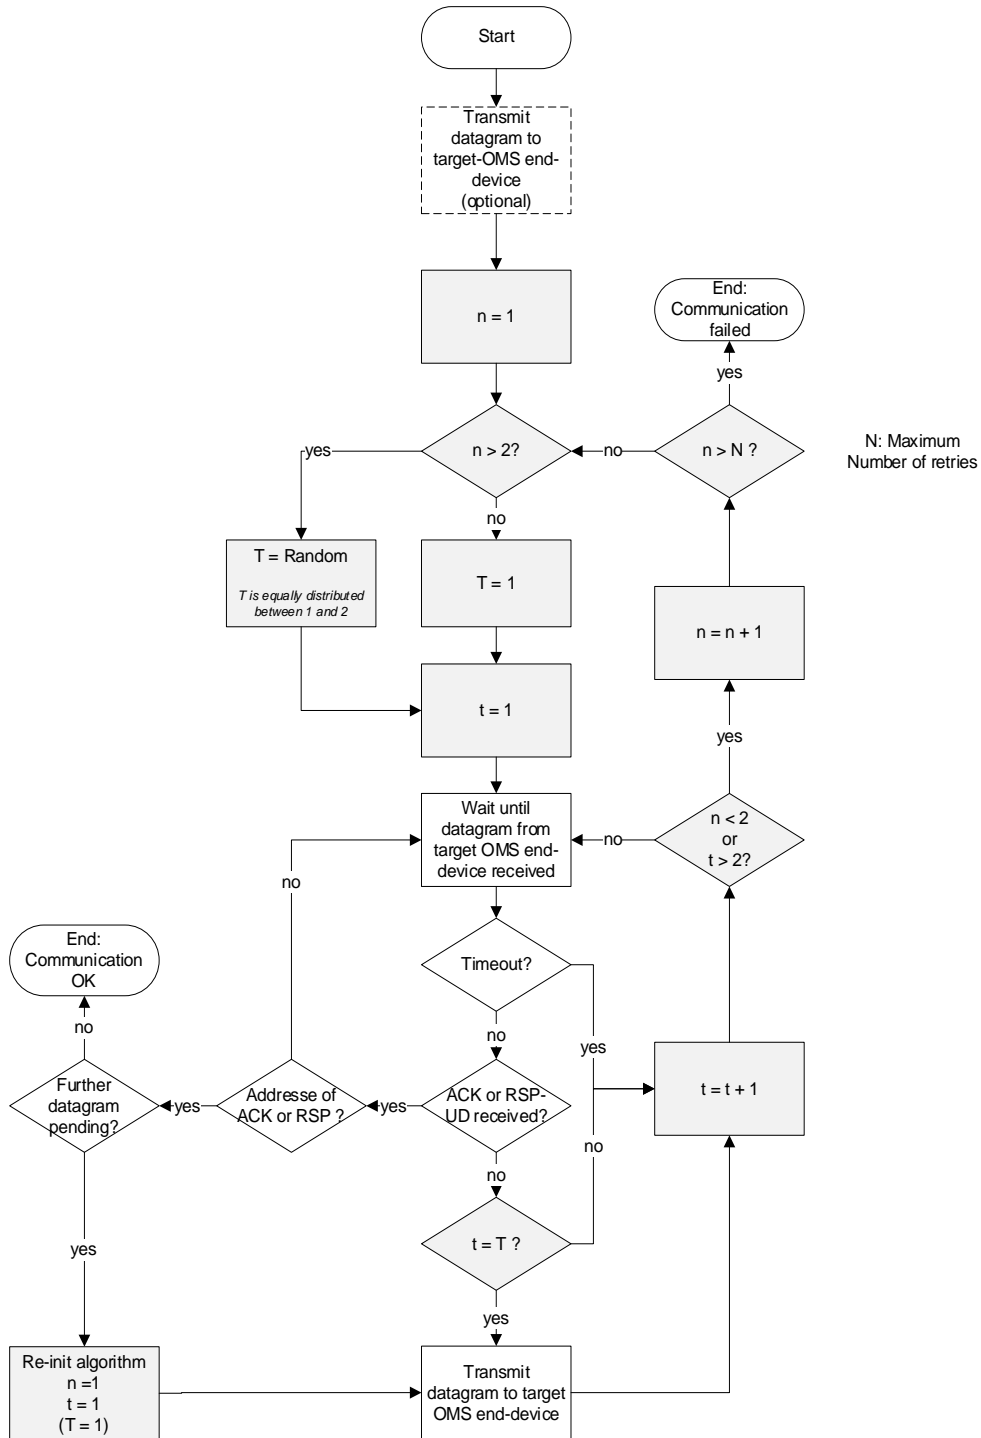 Start
Transmit
datagram to
target-OMS end-
device
(optional)
n = 1
End:
Communication
failed
yes
n > 2?
yes
no
n > N ?
N: Maximum
Number of retries
no
T = Random
T is equally distributed
between 1 and 2
T = 1
n = n + 1
t = 1
yes
Wait until
datagram from
target OMS end-
device received
no
n < 2
or
t > 2?
no
End:
Communication
OK
Timeout?
no
no
yes
Further
datagram
pending?
yes
Addresse of
ACK or RSP ?
yes
ACK or RSP-
UD received?
t = t + 1
no
no
yes
t = T ?
yes
Re-init algorithm
n =1
t = 1
(T = 1)
Transmit
datagram to target
OMS end-device